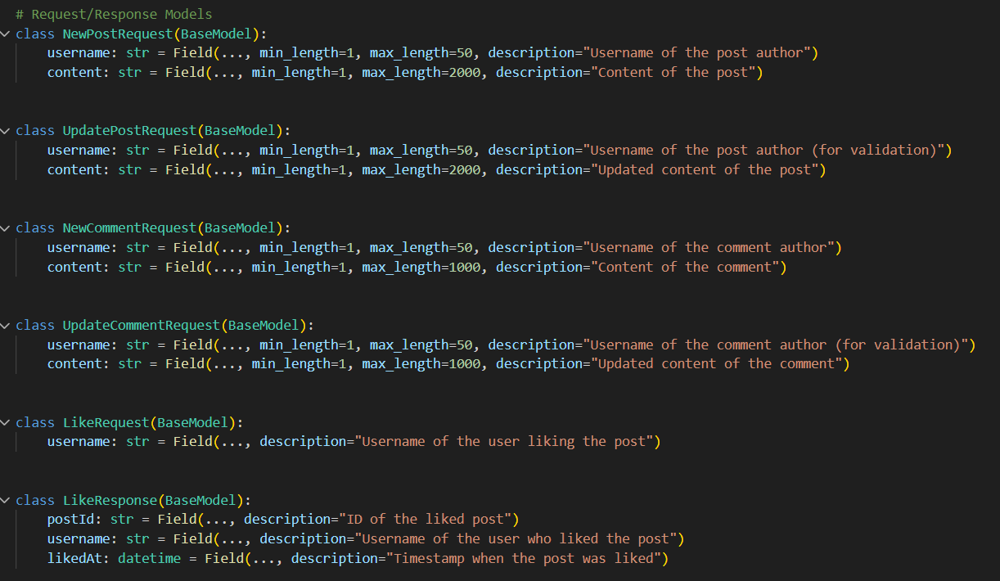 # Request/Response Models
class NewPostRequest(BaseModel):
    username: str = Field(..., min_length=1, max_length=50, description="Username of the post author")
    content: str = Field(..., min_length=1, max_length=2000, description="Content of the post")
class UpdatePostRequest(BaseModel):
    username: str = Field(..., min_length=1, max_length=50, description="Username of the post author (for validation)")
    content: str = Field(..., min_length=1, max_length=2000, description="Updated content of the post")
class NewCommentRequest(BaseModel):
    username: str = Field(..., min_length=1, max_length=50, description="Username of the comment author")
    content: str = Field(..., min_length=1, max_length=1000, description="Content of the comment")
class UpdateCommentRequest(BaseModel):
    username: str = Field(..., min_length=1, max_length=50, description="Username of the comment author (for validation)")
    content: str = Field(..., min_length=1, max_length=1000, description="Updated content of the comment")
class LikeRequest(BaseModel):
    username: str = Field(..., description="Username of the user liking the post")
class LikeResponse(BaseModel):
    postId: str = Field(..., description="ID of the liked post")
    username: str = Field(..., description="Username of the user who liked the post")
    likedAt: datetime = Field(..., description="Timestamp when the post was liked")